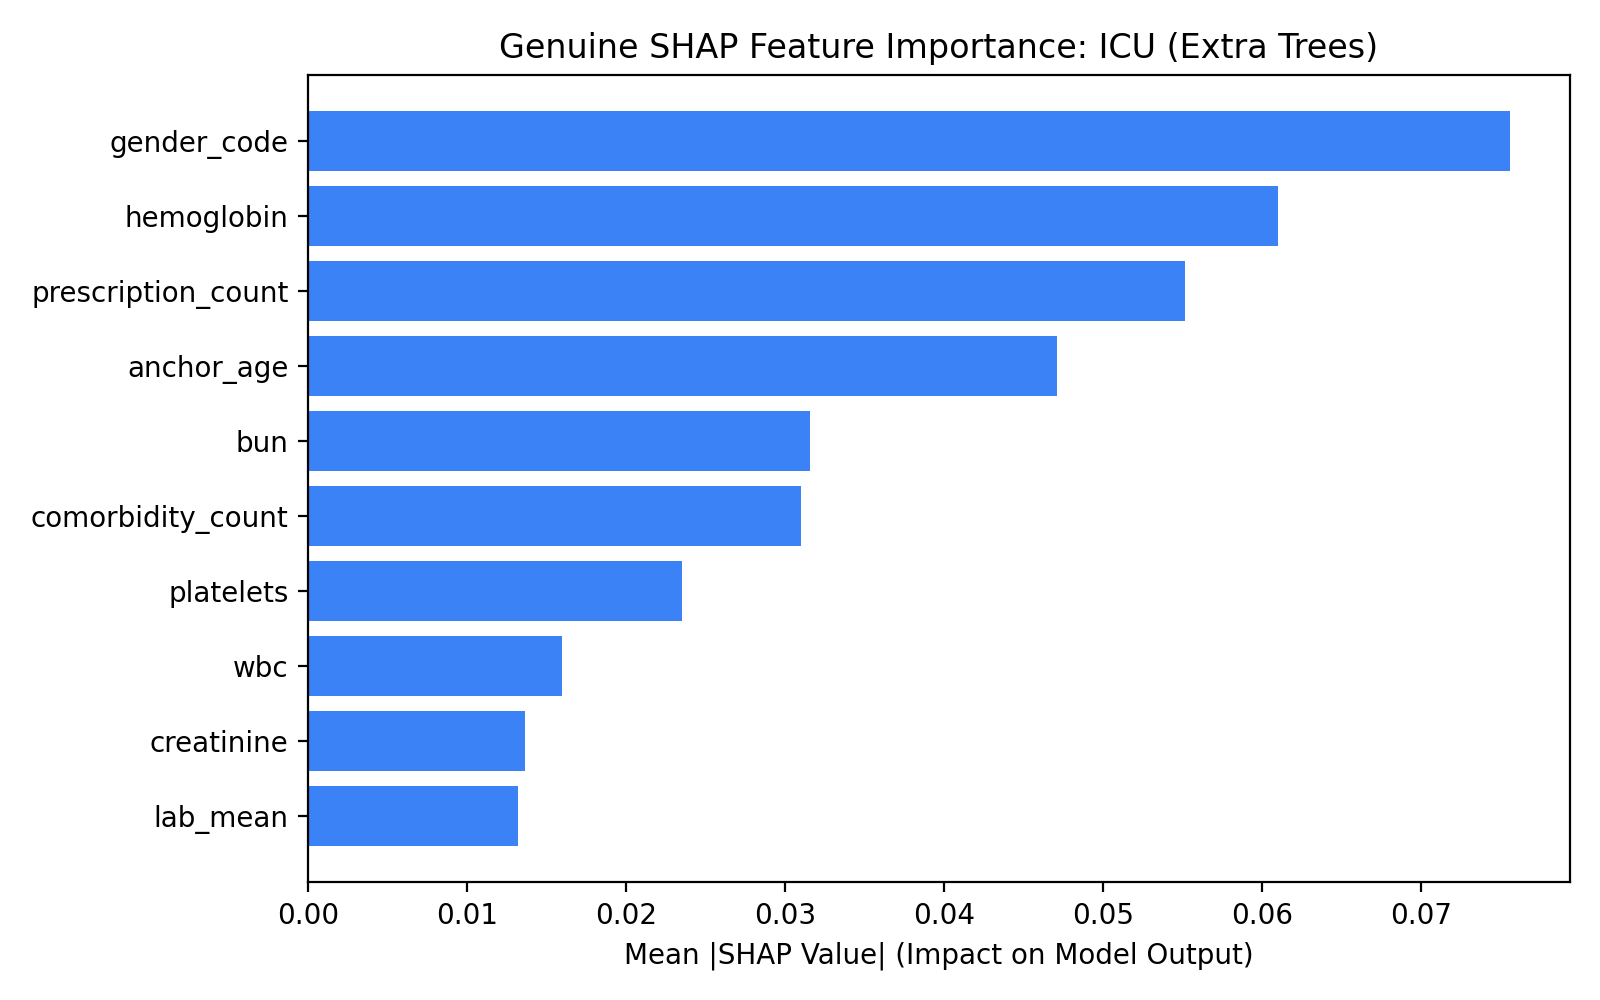 Genuine SHAP Feature Importance: ICU (Extra Trees)
gender_code
hemoglobin
prescription_count
anchor_age
bun
comorbidity_count
platelets
wbc
creatinine
lab_mean
0.00 0.01 0.02 0.03 0.04 0.05 0.06 0.07
Mean |SHAP Value| (Impact on Model Output)